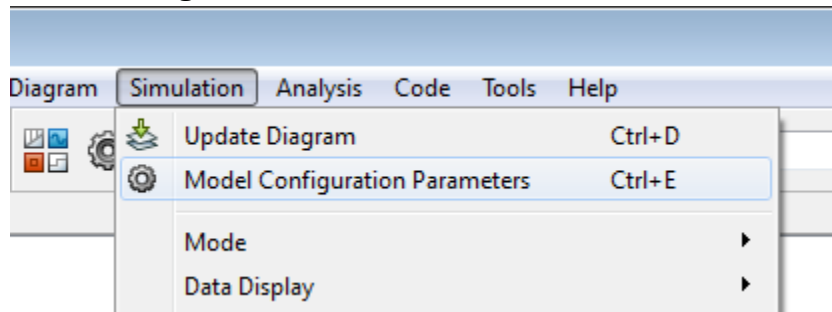 Diagram Simulation Analysis Code Tools Help
Update Diagram Ctrl+D
Model Configuration Parameters Ctrl+E
Mode
Data Display